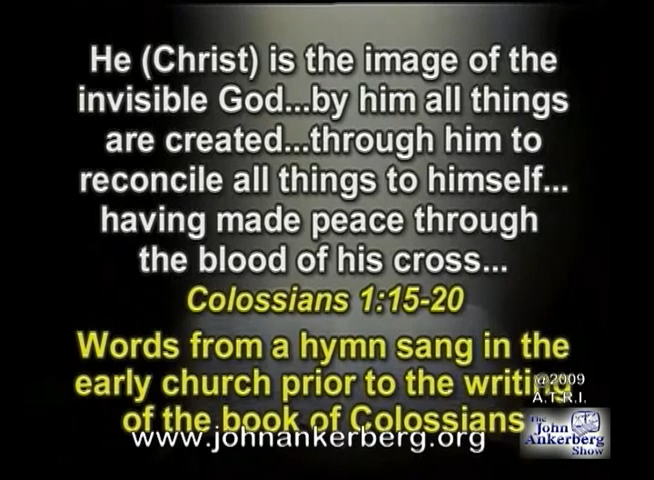 He (Christ) is the image of the
invisible God...by him all things
are created...through him to
reconcile all things to himself...
having made peace through
the blood of his cross...
Colossians 1:15-20
Words from a hymn sang in the
early church prior to the writing
of the book of Colossians
@2009
A.T.R.I.
www.johnankerberg.org
The
John
Ankerberg
Show